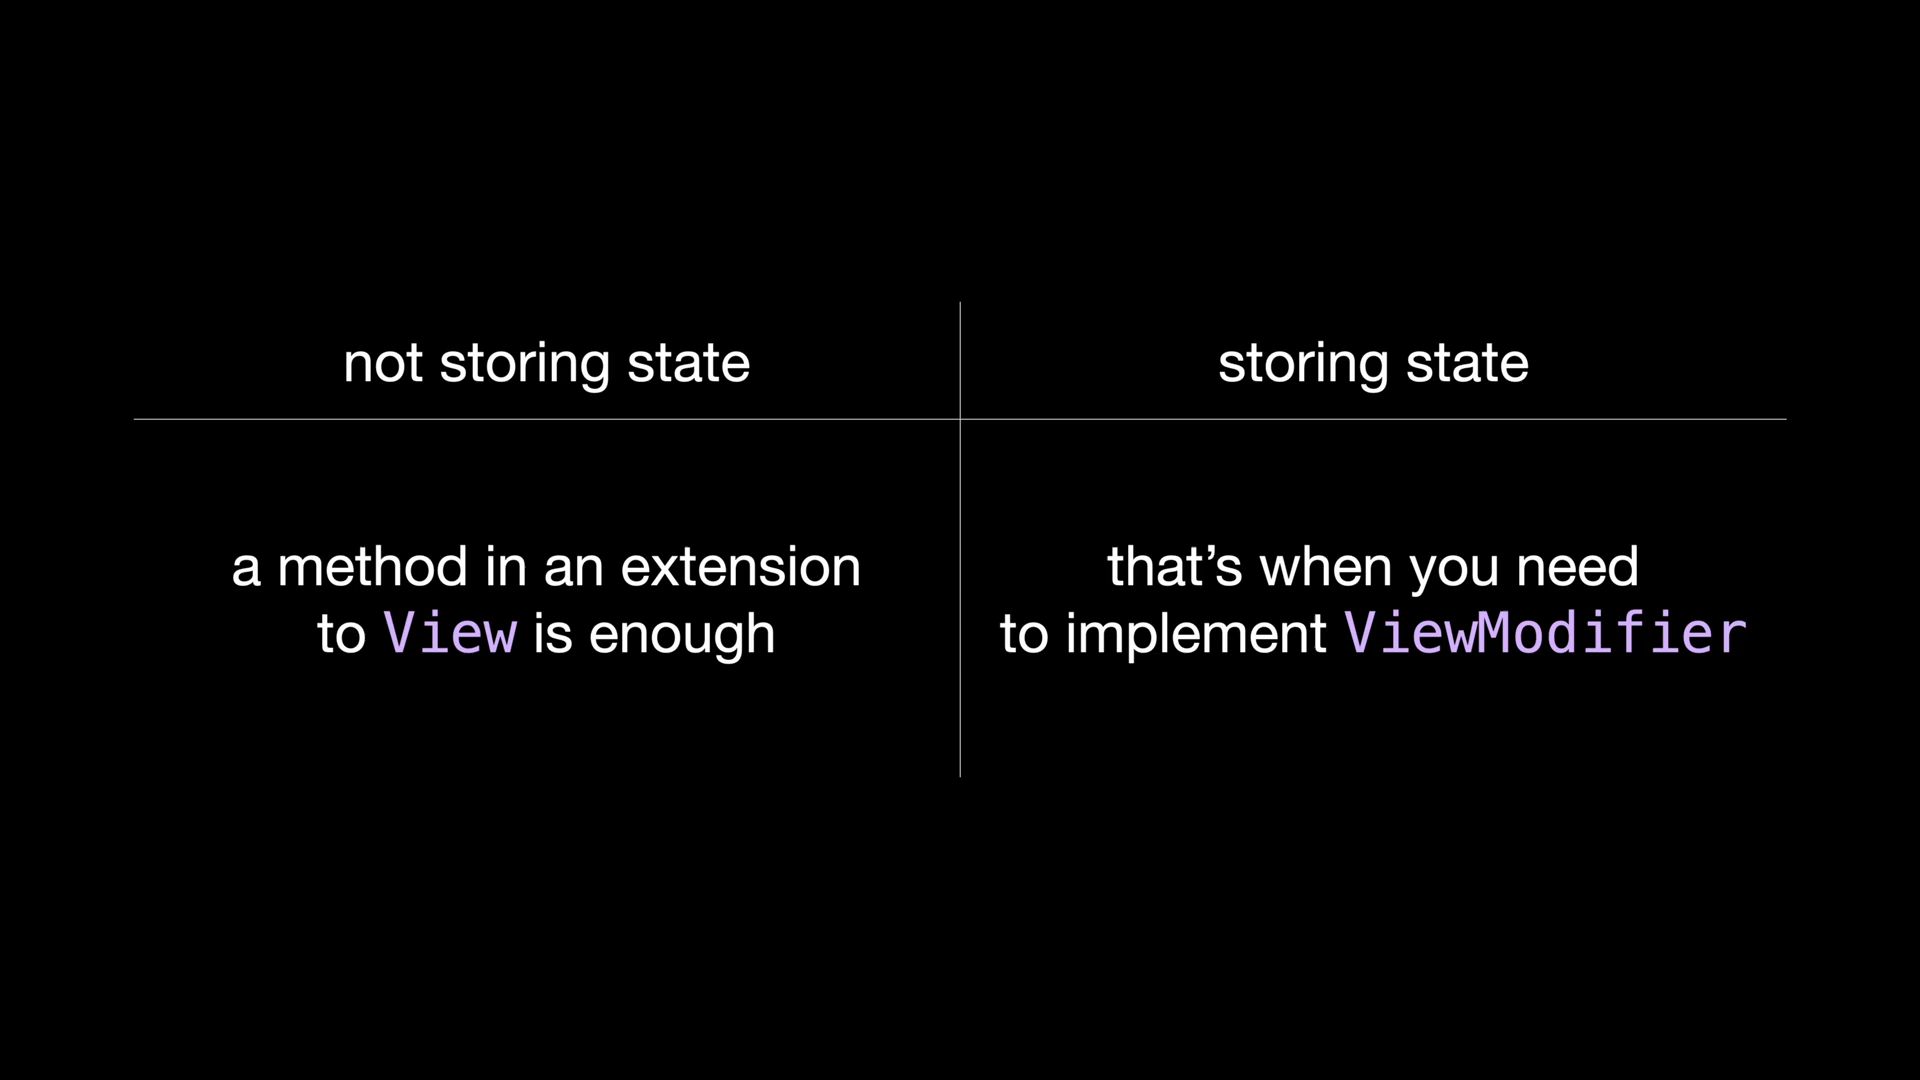 not storing state
storing state
a method in an extension
to View is enough
that’s when you need
to implement ViewModifier